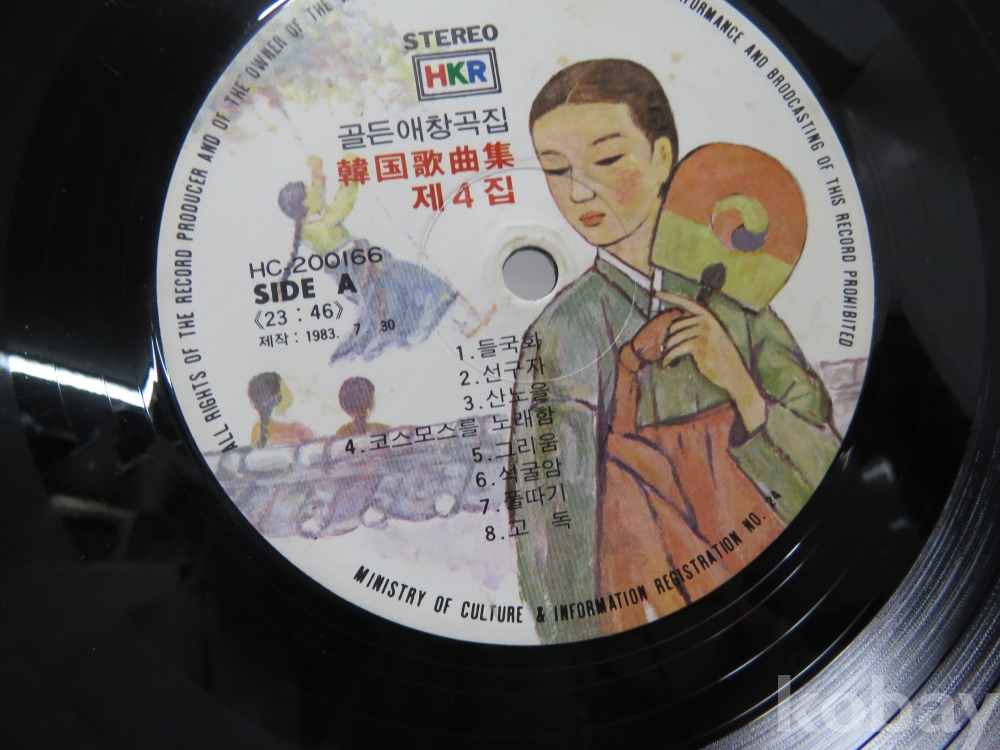 STEREO
HKR
골든애창곡집
韓国歌曲集
제4집
HC-200166
SIDE A
《23 : 46》
제작 : 1983. 7. 30
1. 들국화
2. 선구자
3. 산노을
4. 코스모스를 노래함
5. 그리움
6. 석굴암
7. 풀따기
8. 고 독
ALL RIGHTS OF THE RECORD PRODUCER AND OF THE OWNER OF THE
AND BRODCASTING OF THIS RECORD PROHIBITED
MINISTRY OF CULTURE & INFORMATION REGISTRATION NO. 24
kobay